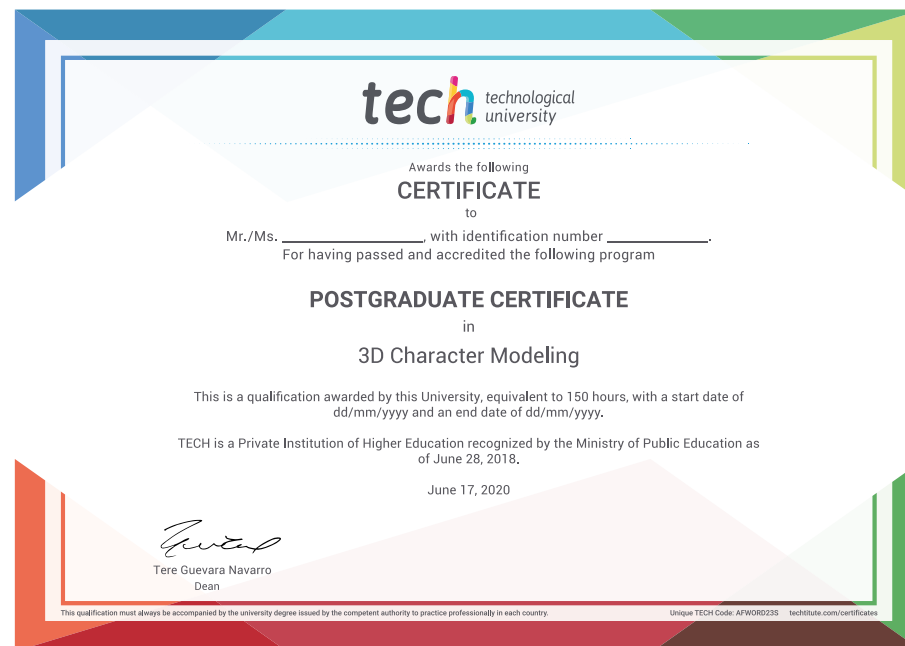 tech technological
university
Awards the following
CERTIFICATE
to
Mr./Ms. ____________________, with identification number ______________.
For having passed and accredited the following program
POSTGRADUATE CERTIFICATE
in
3D Character Modeling
This is a qualification awarded by this University, equivalent to 150 hours, with a start date of
dd/mm/yyyy and an end date of dd/mm/yyyy.
TECH is a Private Institution of Higher Education recognized by the Ministry of Public Education as
of June 28, 2018.
June 17, 2020
Tere Guevara Navarro
Dean
This qualification must always be accompanied by the university degree issued by the competent authority to practice professionally in each country. Unique TECH Code: AFWORD23S techtitute.com/certificates